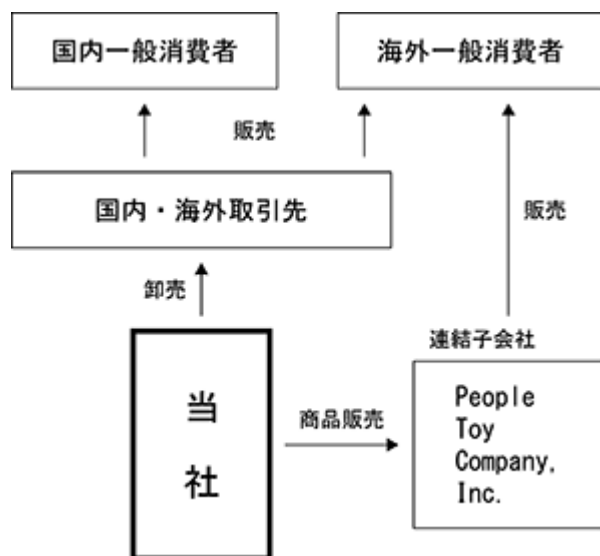 国内一般消費者
海外一般消費者
販売
国内・海外取引先
販売
卸売
連結子会社
当
社
商品販売
People
Toy
Company,
Inc.